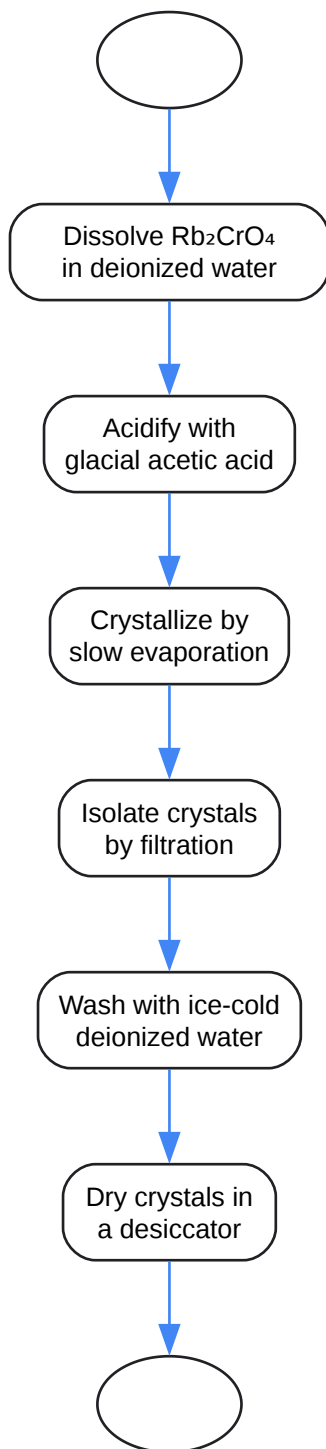 Dissolve Rb₂CrO₄
in deionized water
Acidify with
glacial acetic acid
Crystallize by
slow evaporation
Isolate crystals
by filtration
Wash with ice-cold
deionized water
Dry crystals in
a desiccator